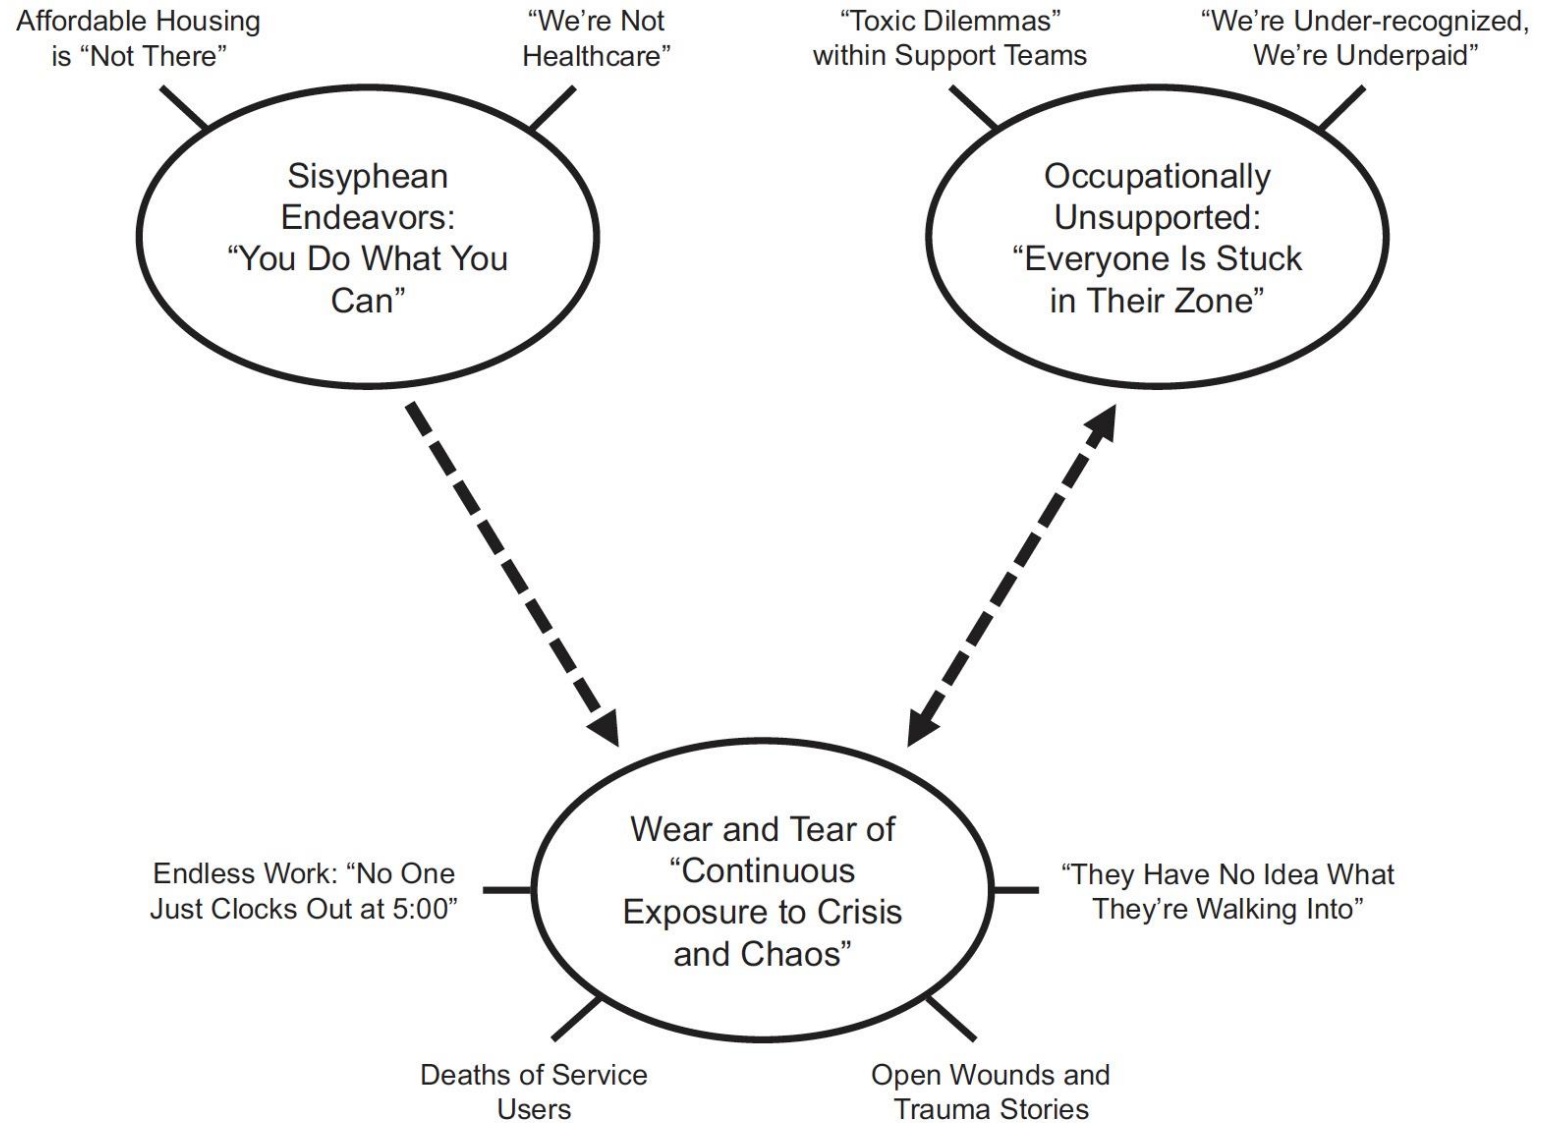 Affordable Housing
is “Not There”
“We’re Not
Healthcare”
“Toxic Dilemmas”
within Support Teams
“We’re Under-recognized,
We’re Underpaid”
Sisyphean
Endeavors:
“You Do What You
Can”
Occupationally
Unsupported:
“Everyone Is Stuck
in Their Zone”
Wear and Tear of
“Continuous
Exposure to Crisis
and Chaos”
Endless Work: “No One
Just Clocks Out at 5:00”
“They Have No Idea What
They’re Walking Into”
Deaths of Service
Users
Open Wounds and
Trauma Stories